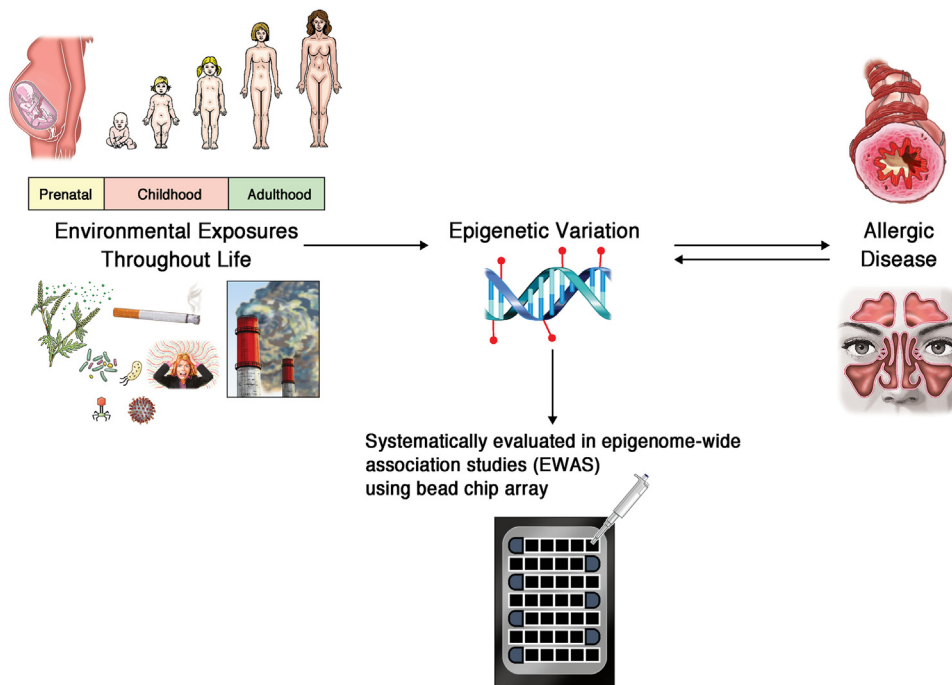 Prenatal
Childhood
Adulthood
Environmental Exposures
Throughout Life
Epigenetic Variation
Allergic
Disease
Systematically evaluated in epigenome-wide
association studies (EWAS)
using bead chip array